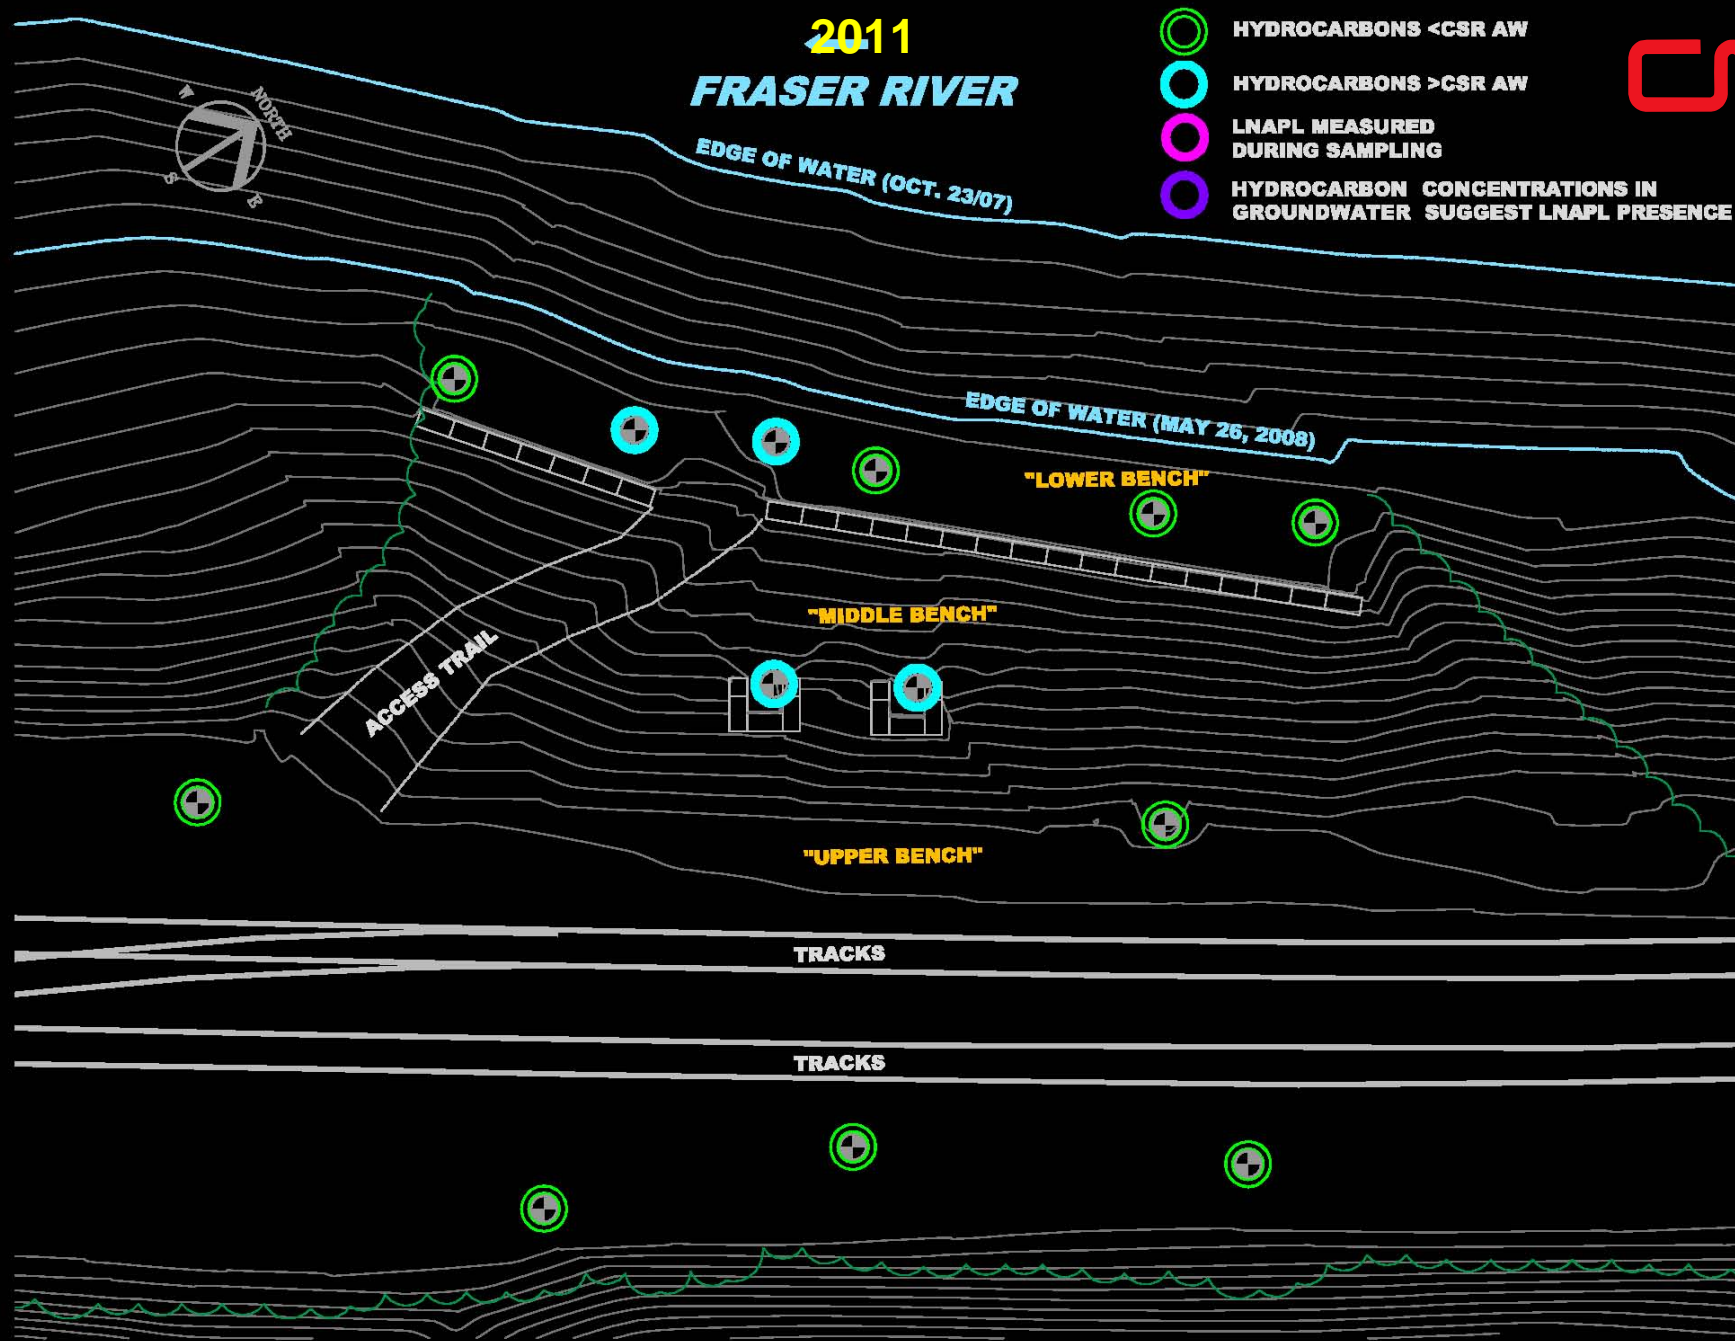 2011
FRASER RIVER
HYDROCARBONS <CSR AW
HYDROCARBONS >CSR AW
LNAPL MEASURED
DURING SAMPLING
HYDROCARBON CONCENTRATIONS IN
GROUNDWATER SUGGEST LNAPL PRESENCE
W
NORTH
S
E
EDGE OF WATER (OCT. 23/07)
EDGE OF WATER (MAY 26, 2008)
"LOWER BENCH"
"MIDDLE BENCH"
ACCESS TRAIL
"UPPER BENCH"
TRACKS
TRACKS